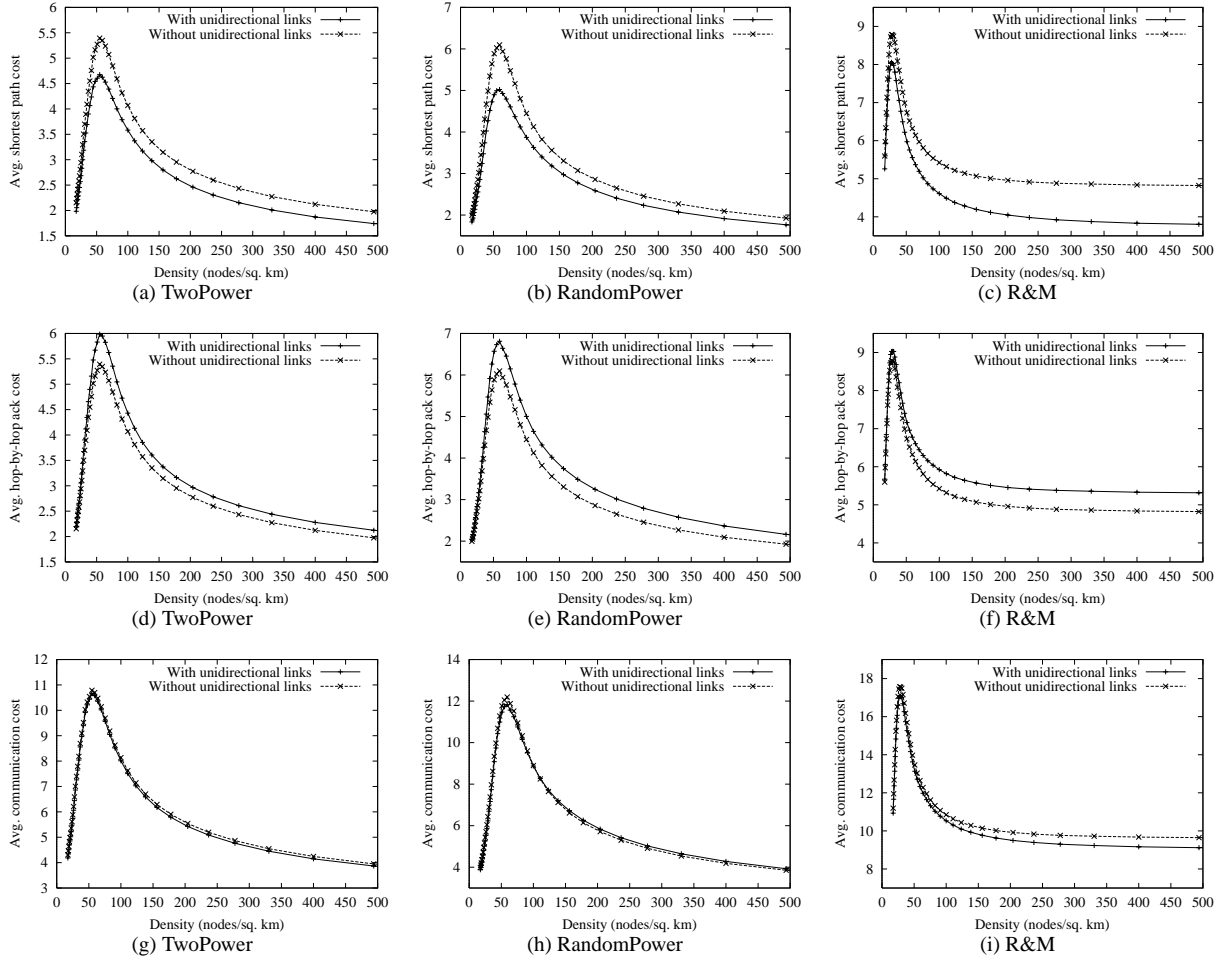 Avg. shortest path cost
6
5.5
5
4.5
4
3.5
3
2.5
2
1.5
0 50 100 150 200 250 300 350 400 450 500
Density (nodes/sq. km)
With unidirectional links
Without unidirectional links
(a) TwoPower
Avg. shortest path cost
7
6
5
4
3
2
0 50 100 150 200 250 300 350 400 450 500
Density (nodes/sq. km)
With unidirectional links
Without unidirectional links
(b) RandomPower
Avg. shortest path cost
9
8
7
6
5
4
0 50 100 150 200 250 300 350 400 450 500
Density (nodes/sq. km)
With unidirectional links
Without unidirectional links
(c) R&M
Avg. hop-by-hop ack cost
6
5.5
5
4.5
4
3.5
3
2.5
2
1.5
0 50 100 150 200 250 300 350 400 450 500
Density (nodes/sq. km)
With unidirectional links
Without unidirectional links
(d) TwoPower
Avg. hop-by-hop ack cost
7
6
5
4
3
2
0 50 100 150 200 250 300 350 400 450 500
Density (nodes/sq. km)
With unidirectional links
Without unidirectional links
(e) RandomPower
Avg. hop-by-hop ack cost
9
8
7
6
5
4
0 50 100 150 200 250 300 350 400 450 500
Density (nodes/sq. km)
With unidirectional links
Without unidirectional links
(f) R&M
Avg. communication cost
12
11
10
9
8
7
6
5
4
3
0 50 100 150 200 250 300 350 400 450 500
Density (nodes/sq. km)
With unidirectional links
Without unidirectional links
(g) TwoPower
Avg. communication cost
14
12
10
8
6
4
0 50 100 150 200 250 300 350 400 450 500
Density (nodes/sq. km)
With unidirectional links
Without unidirectional links
(h) RandomPower
Avg. communication cost
18
16
14
12
10
8
0 50 100 150 200 250 300 350 400 450 500
Density (nodes/sq. km)
With unidirectional links
Without unidirectional links
(i) R&M